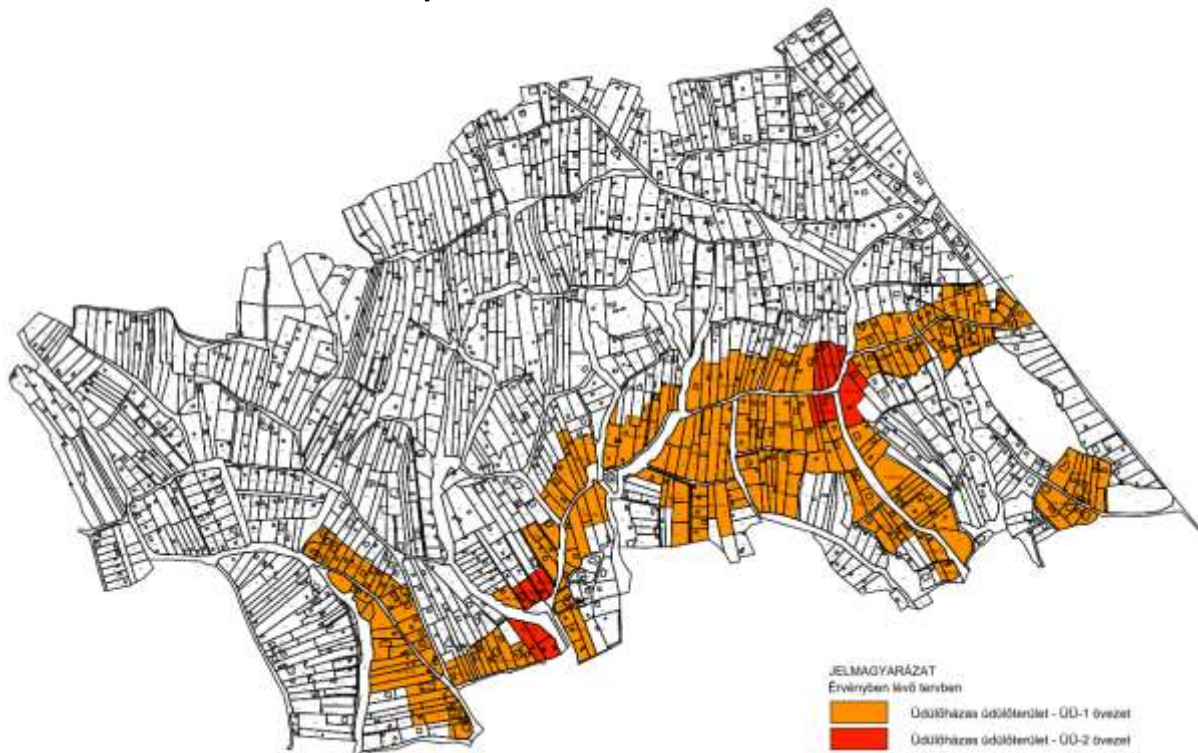 JELMAGYARÁZAT
Érvényben lévő tervben
Üdülőházas üdülőterület - ÜÜ-1 övezet
Üdülőházas üdülőterület - ÜÜ-2 övezet